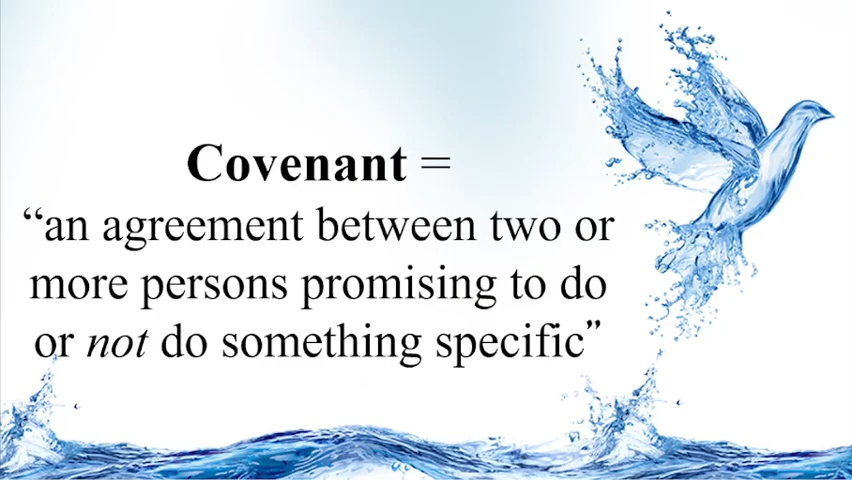 Covenant =
“an agreement between two or
more persons promising to do
or not do something specific”